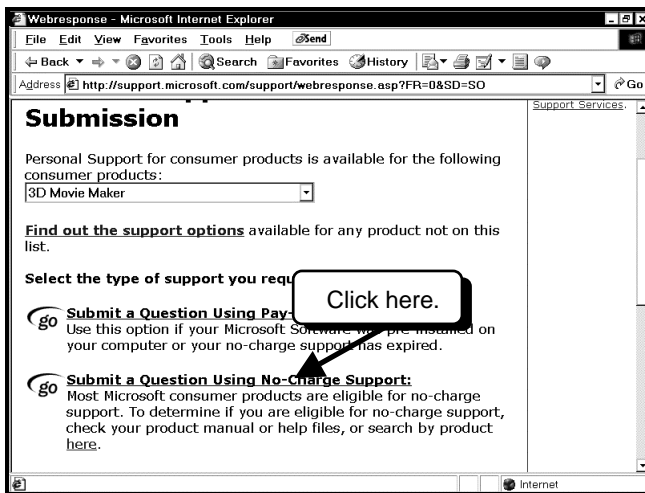 Webresponse - Microsoft Internet Explorer
File Edit View Favorites Tools Help Send
Back Search Favorites History
Address http://support.microsoft.com/support/webresponse.asp?FR=0&SD=SO Go
Support Services.
Submission
Personal Support for consumer products is available for the following
consumer products:
3D Movie Maker
Find out the support options available for any product not on this
list.
Select the type of support you
Click here.
go Submit a Question Using Pay-
Use this option if your Microsoft Software was pre-installed on
your computer or your no-charge support has expired.
go Submit a Question Using No-Charge Support:
Most Microsoft consumer products are eligible for no-charge
support. To determine if you are eligible for no-charge support,
check your product manual or help files, or search by product
here.
Internet